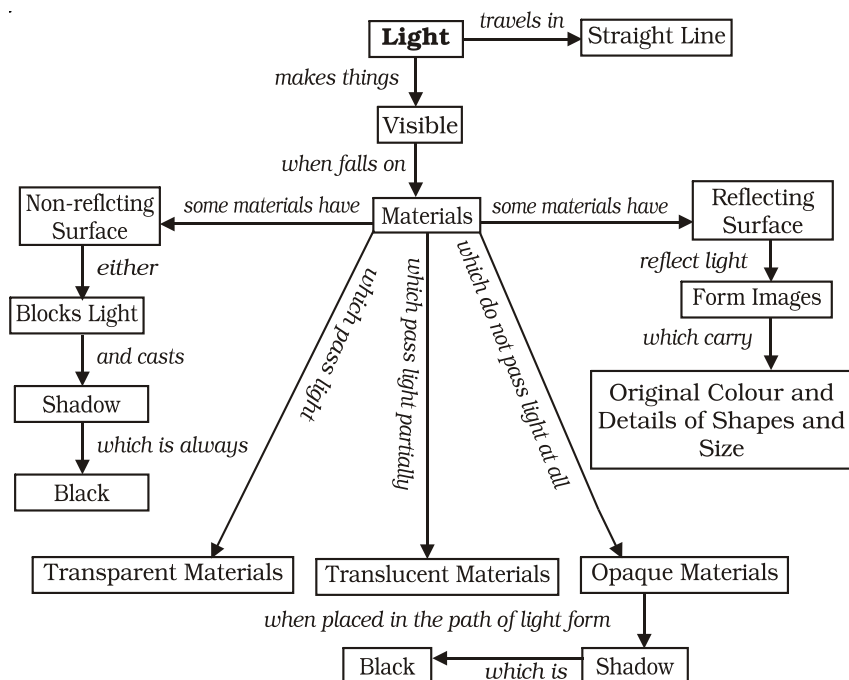 Light
travels in
Straight Line
makes things
Visible
when falls on
Non-reflcting
Surface
some materials have
Materials
some materials have
Reflecting
Surface
either
reflect light
Blocks Light
Form Images
which pass light
which pass light partially
which do not pass light at all
and casts
which carry
Shadow
Original Colour and
Details of Shapes and
Size
which is always
Black
Transparent Materials
Translucent Materials
Opaque Materials
when placed in the path of light form
Black
which is
Shadow